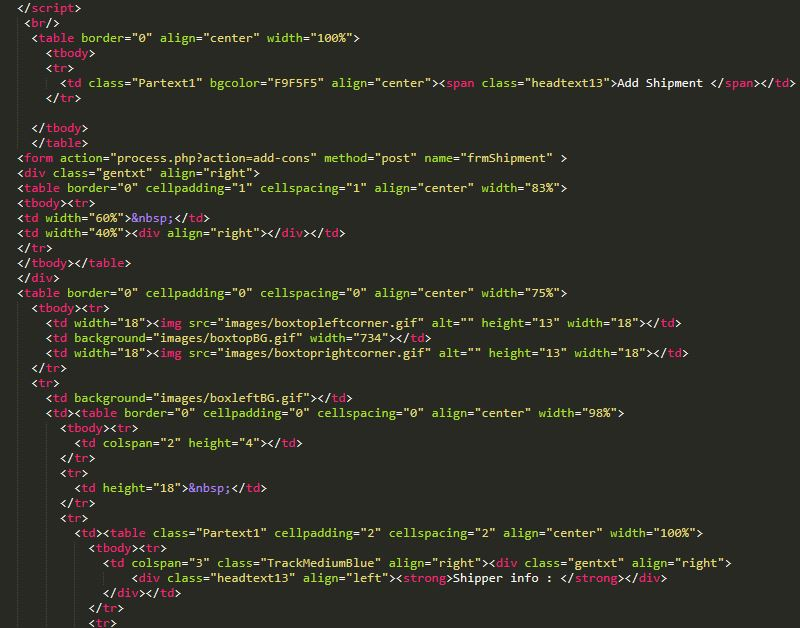 </script>
<br/>
<table border="0" align="center" width="100%">
<tbody>
<tr>
<td class="Partext1" bgcolor="F9F5F5" align="center"><span class="headtext13">Add Shipment </span></td>
</tr>
</tbody>
</table>
<form action="process.php?action=add-cons" method="post" name="frmShipment" >
<div class="gentxt" align="right">
<table border="0" cellpadding="1" cellspacing="1" align="center" width="83%">
<tbody><tr>
<td width="60%">&nbsp;</td>
<td width="40%"><div align="right"></div></td>
</tr>
</tbody></table>
</div>
<table border="0" cellpadding="0" cellspacing="0" align="center" width="75%">
<tbody><tr>
<td width="18"><img src="images/boxtopleftcorner.gif" alt="" height="13" width="18"></td>
<td background="images/boxtopBG.gif" width="734"></td>
<td width="18"><img src="images/boxtoprightcorner.gif" alt="" height="13" width="18"></td>
</tr>
<tr>
<td background="images/boxleftBG.gif"></td>
<td><table border="0" cellpadding="0" cellspacing="0" align="center" width="98%">
<tbody><tr>
<td colspan="2" height="4"></td>
</tr>
<tr>
<td height="18">&nbsp;</td>
</tr>
<tr>
<td><table class="Partext1" cellpadding="2" cellspacing="2" align="center" width="100%">
<tbody><tr>
<td colspan="3" class="TrackMediumBlue" align="right"><div class="gentxt" align="right">
<div class="headtext13" align="left"><strong>Shipper info : </strong></div>
</div></td>
</tr>
<tr>